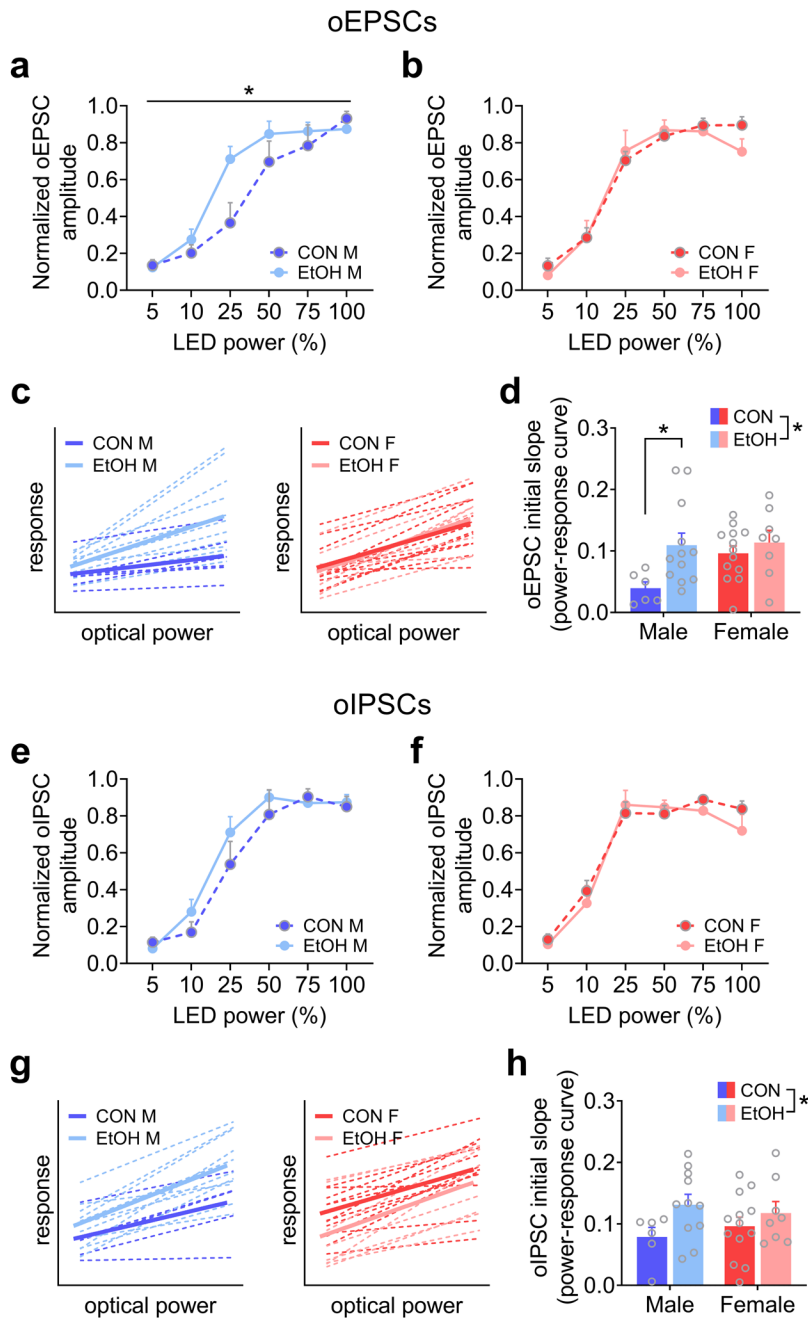 oEPSCs
a
*
Normalized oEPSC
amplitude
1.0
0.8
0.6
0.4
0.2
0.0
CON M
EtOH M
5 10 25 50 75 100
LED power (%)
b
Normalized oEPSC
amplitude
1.0
0.8
0.6
0.4
0.2
0.0
CON F
EtOH F
5 10 25 50 75 100
LED power (%)
c
CON M
EtOH M
response
optical power
CON F
EtOH F
response
optical power
d
oEPSC initial slope
(power-response curve)
0.3
0.2
0.1
0.0
*
CON
EtOH
*
Male Female
oIPSCs
e
Normalized oIPSC
amplitude
1.0
0.8
0.6
0.4
0.2
0.0
CON M
EtOH M
5 10 25 50 75 100
LED power (%)
f
Normalized oIPSC
amplitude
1.0
0.8
0.6
0.4
0.2
0.0
CON F
EtOH F
5 10 25 50 75 100
LED power (%)
g
CON M
EtOH M
response
optical power
CON F
EtOH F
response
optical power
h
oIPSC initial slope
(power-response curve)
0.3
0.2
0.1
0.0
CON
EtOH
*
Male Female